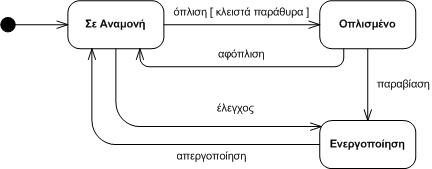 Σε Αναμονή
όπλιση [ κλειστά παράθυρα ]
Οπλισμένο
αφόπλιση
παραβίαση
έλεγχος
Ενεργοποίηση
απεργοποίηση